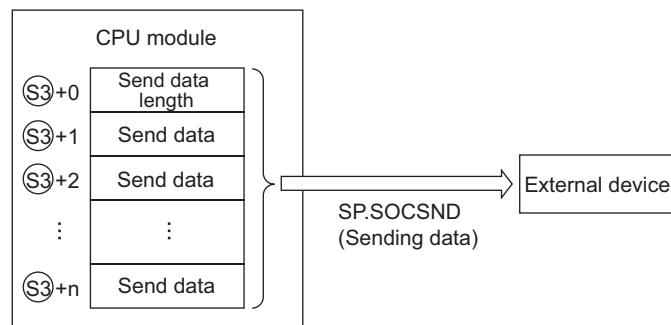 CPU module
S3+0 Send data
length
S3+1 Send data
S3+2 Send data
⋮ ⋮
S3+n Send data
External device
SP.SOCSND
(Sending data)